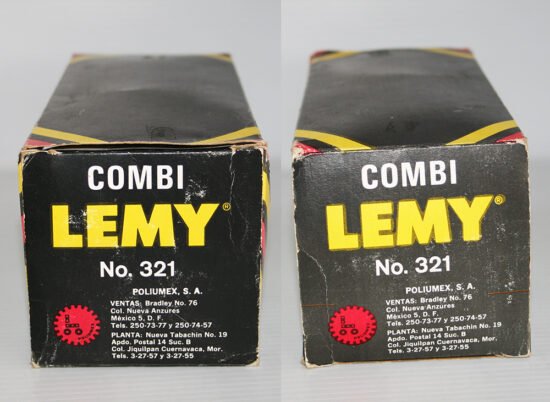 COMBI
LEMY®
No. 321
POLIUMEX, S. A.
VENTAS: Bradley No. 76
Col. Nueva Anzures
México 5, D. F.
Tels. 250-73-77 y 250-74-57
PLANTA: Nueva Tabachin No. 19
Apdo. Postal 14 Suc. B
Col. Jiquilpan Cuernavaca, Mor.
Tels. 3-27-57 y 3-27-55
COMBI
LEMY®
No. 321
POLIUMEX, S. A.
VENTAS: Bradley No. 76
Col. Nueva Anzures
México 5, D. F.
Tels. 250-73-77 y 250-74-57
PLANTA: Nueva Tabachin No. 19
Apdo. Postal 14 Suc. B
Col. Jiquilpan Cuernavaca, Mor.
Tels. 3-27-57 y 3-27-55